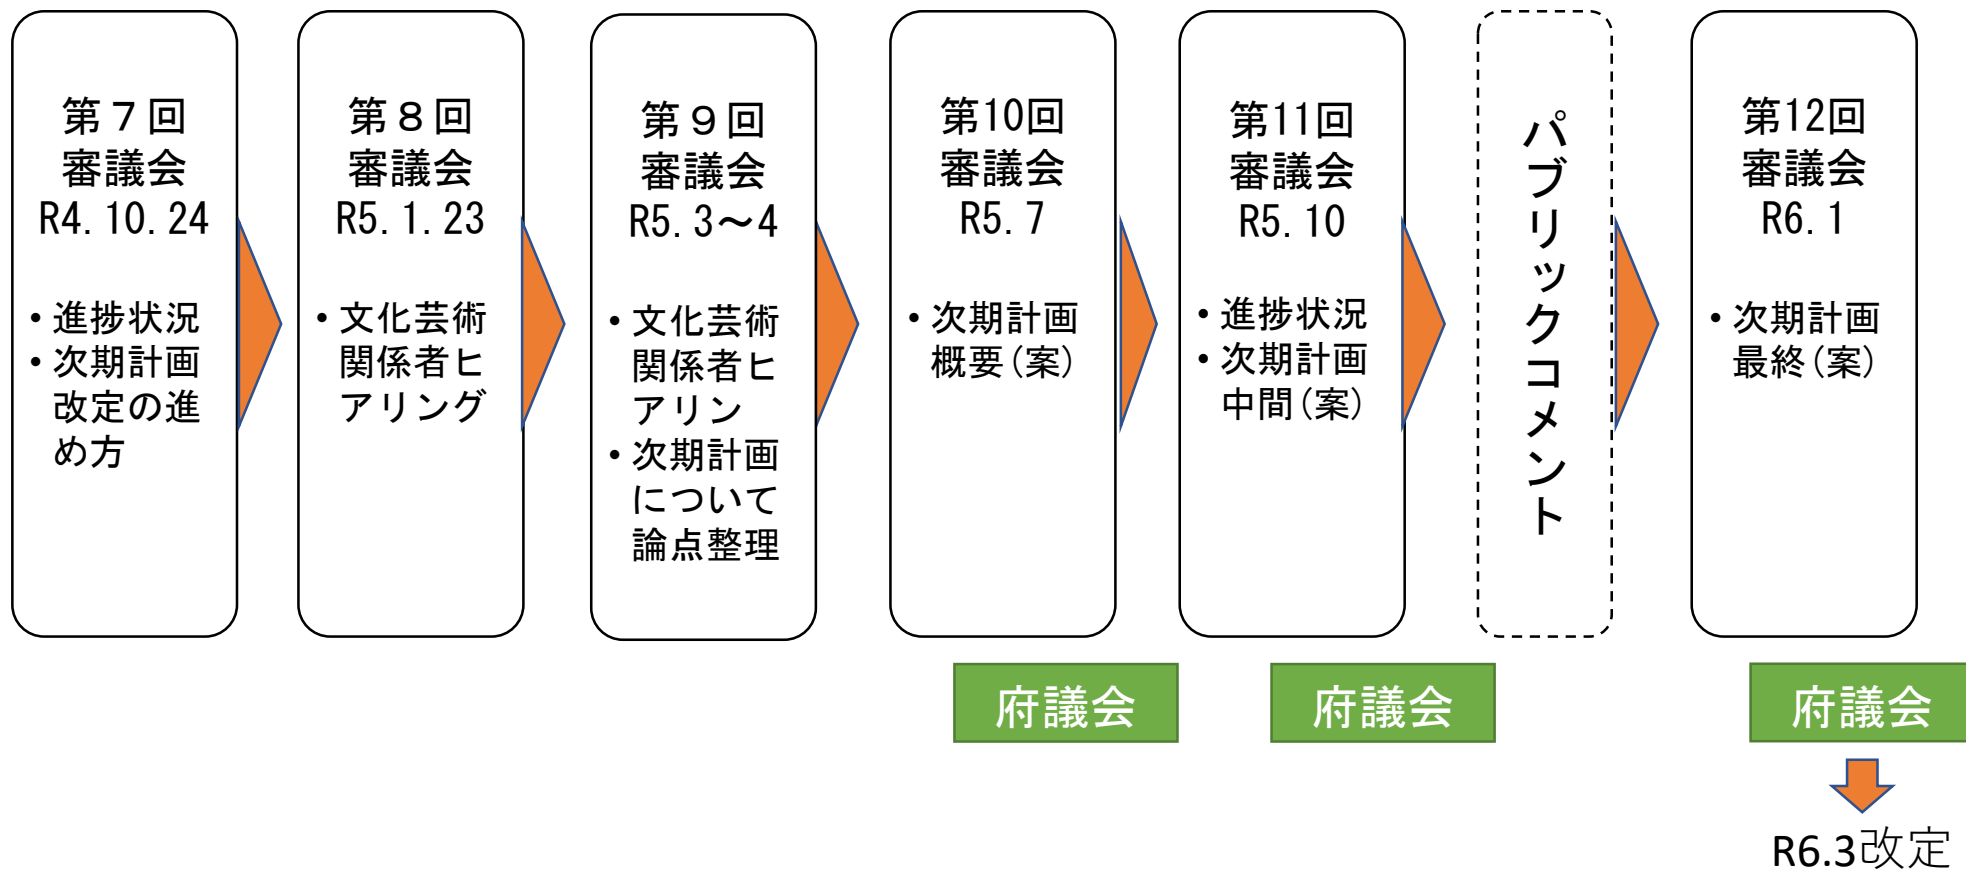 第７回
審議会
R4.10.24
・進捗状況
・次期計画
改定の進
め方
第８回
審議会
R5.1.23
・文化芸術
関係者ヒ
アリング
第９回
審議会
R5.3～4
・文化芸術
関係者ヒ
アリン
・次期計画
について
論点整理
第10回
審議会
R5.7
・次期計画
概要(案)
第11回
審議会
R5.10
・進捗状況
・次期計画
中間(案)
パブリックコメント
第12回
審議会
R6.1
・次期計画
最終(案)
府議会
府議会
府議会
R6.3改定